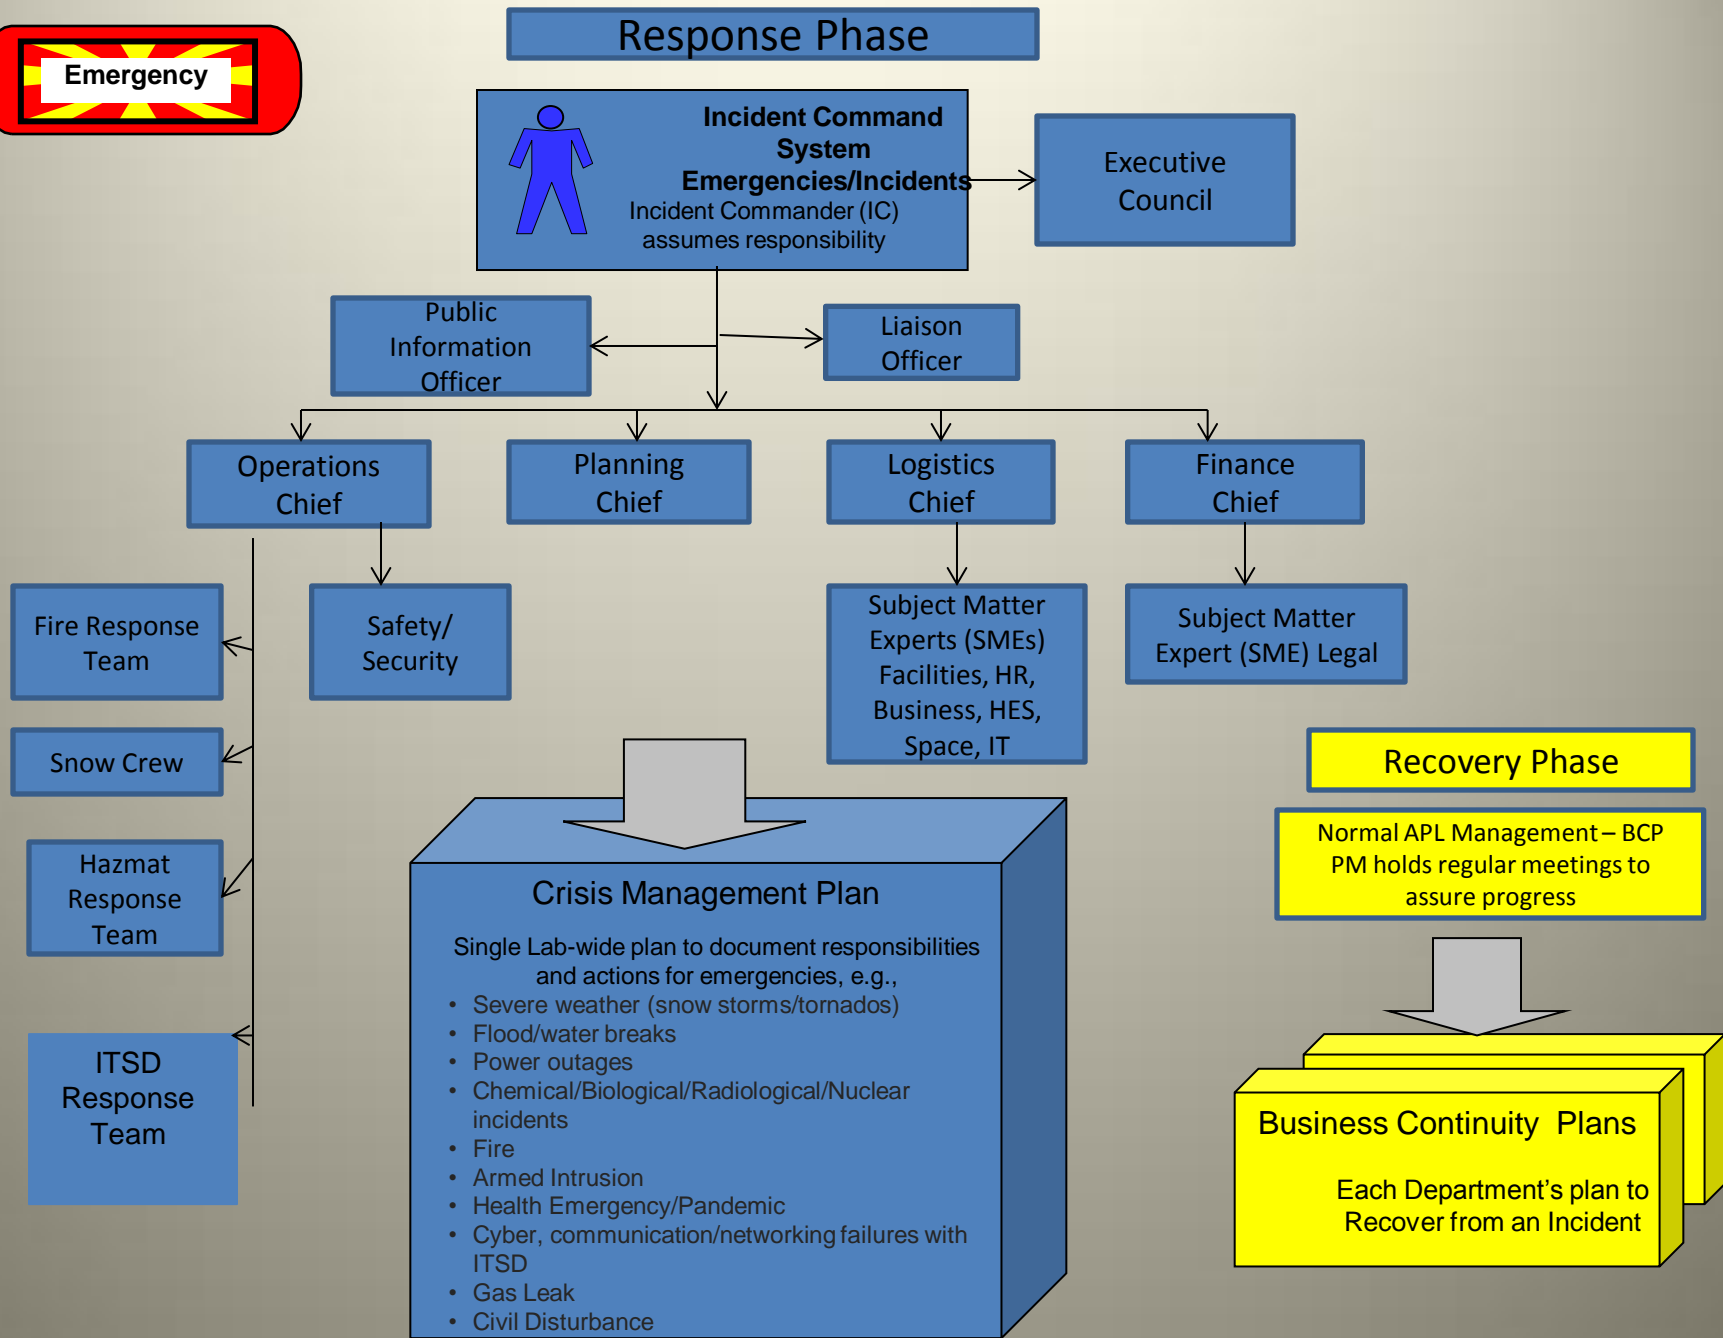 Emergency
Response Phase
Incident Command
System
Emergencies/Incidents
Incident Commander (IC)
assumes responsibility
Executive
Council
Public
Information
Officer
Liaison
Officer
Operations
Chief
Planning
Chief
Logistics
Chief
Finance
Chief
Fire Response
Team
Safety/
Security
Subject Matter
Experts (SMEs)
Facilities, HR,
Business, HES,
Space, IT
Subject Matter
Expert (SME) Legal
Snow Crew
Hazmat
Response
Team
ITSD
Response
Team
Crisis Management Plan
Single Lab-wide plan to document responsibilities
and actions for emergencies, e.g.,
• Severe weather (snow storms/tornados)
• Flood/water breaks
• Power outages
• Chemical/Biological/Radiological/Nuclear
incidents
• Fire
• Armed Intrusion
• Health Emergency/Pandemic
• Cyber, communication/networking failures with
ITSD
• Gas Leak
• Civil Disturbance
Recovery Phase
Normal APL Management – BCP
PM holds regular meetings to
assure progress
Business Continuity Plans
Each Department’s plan to
Recover from an Incident